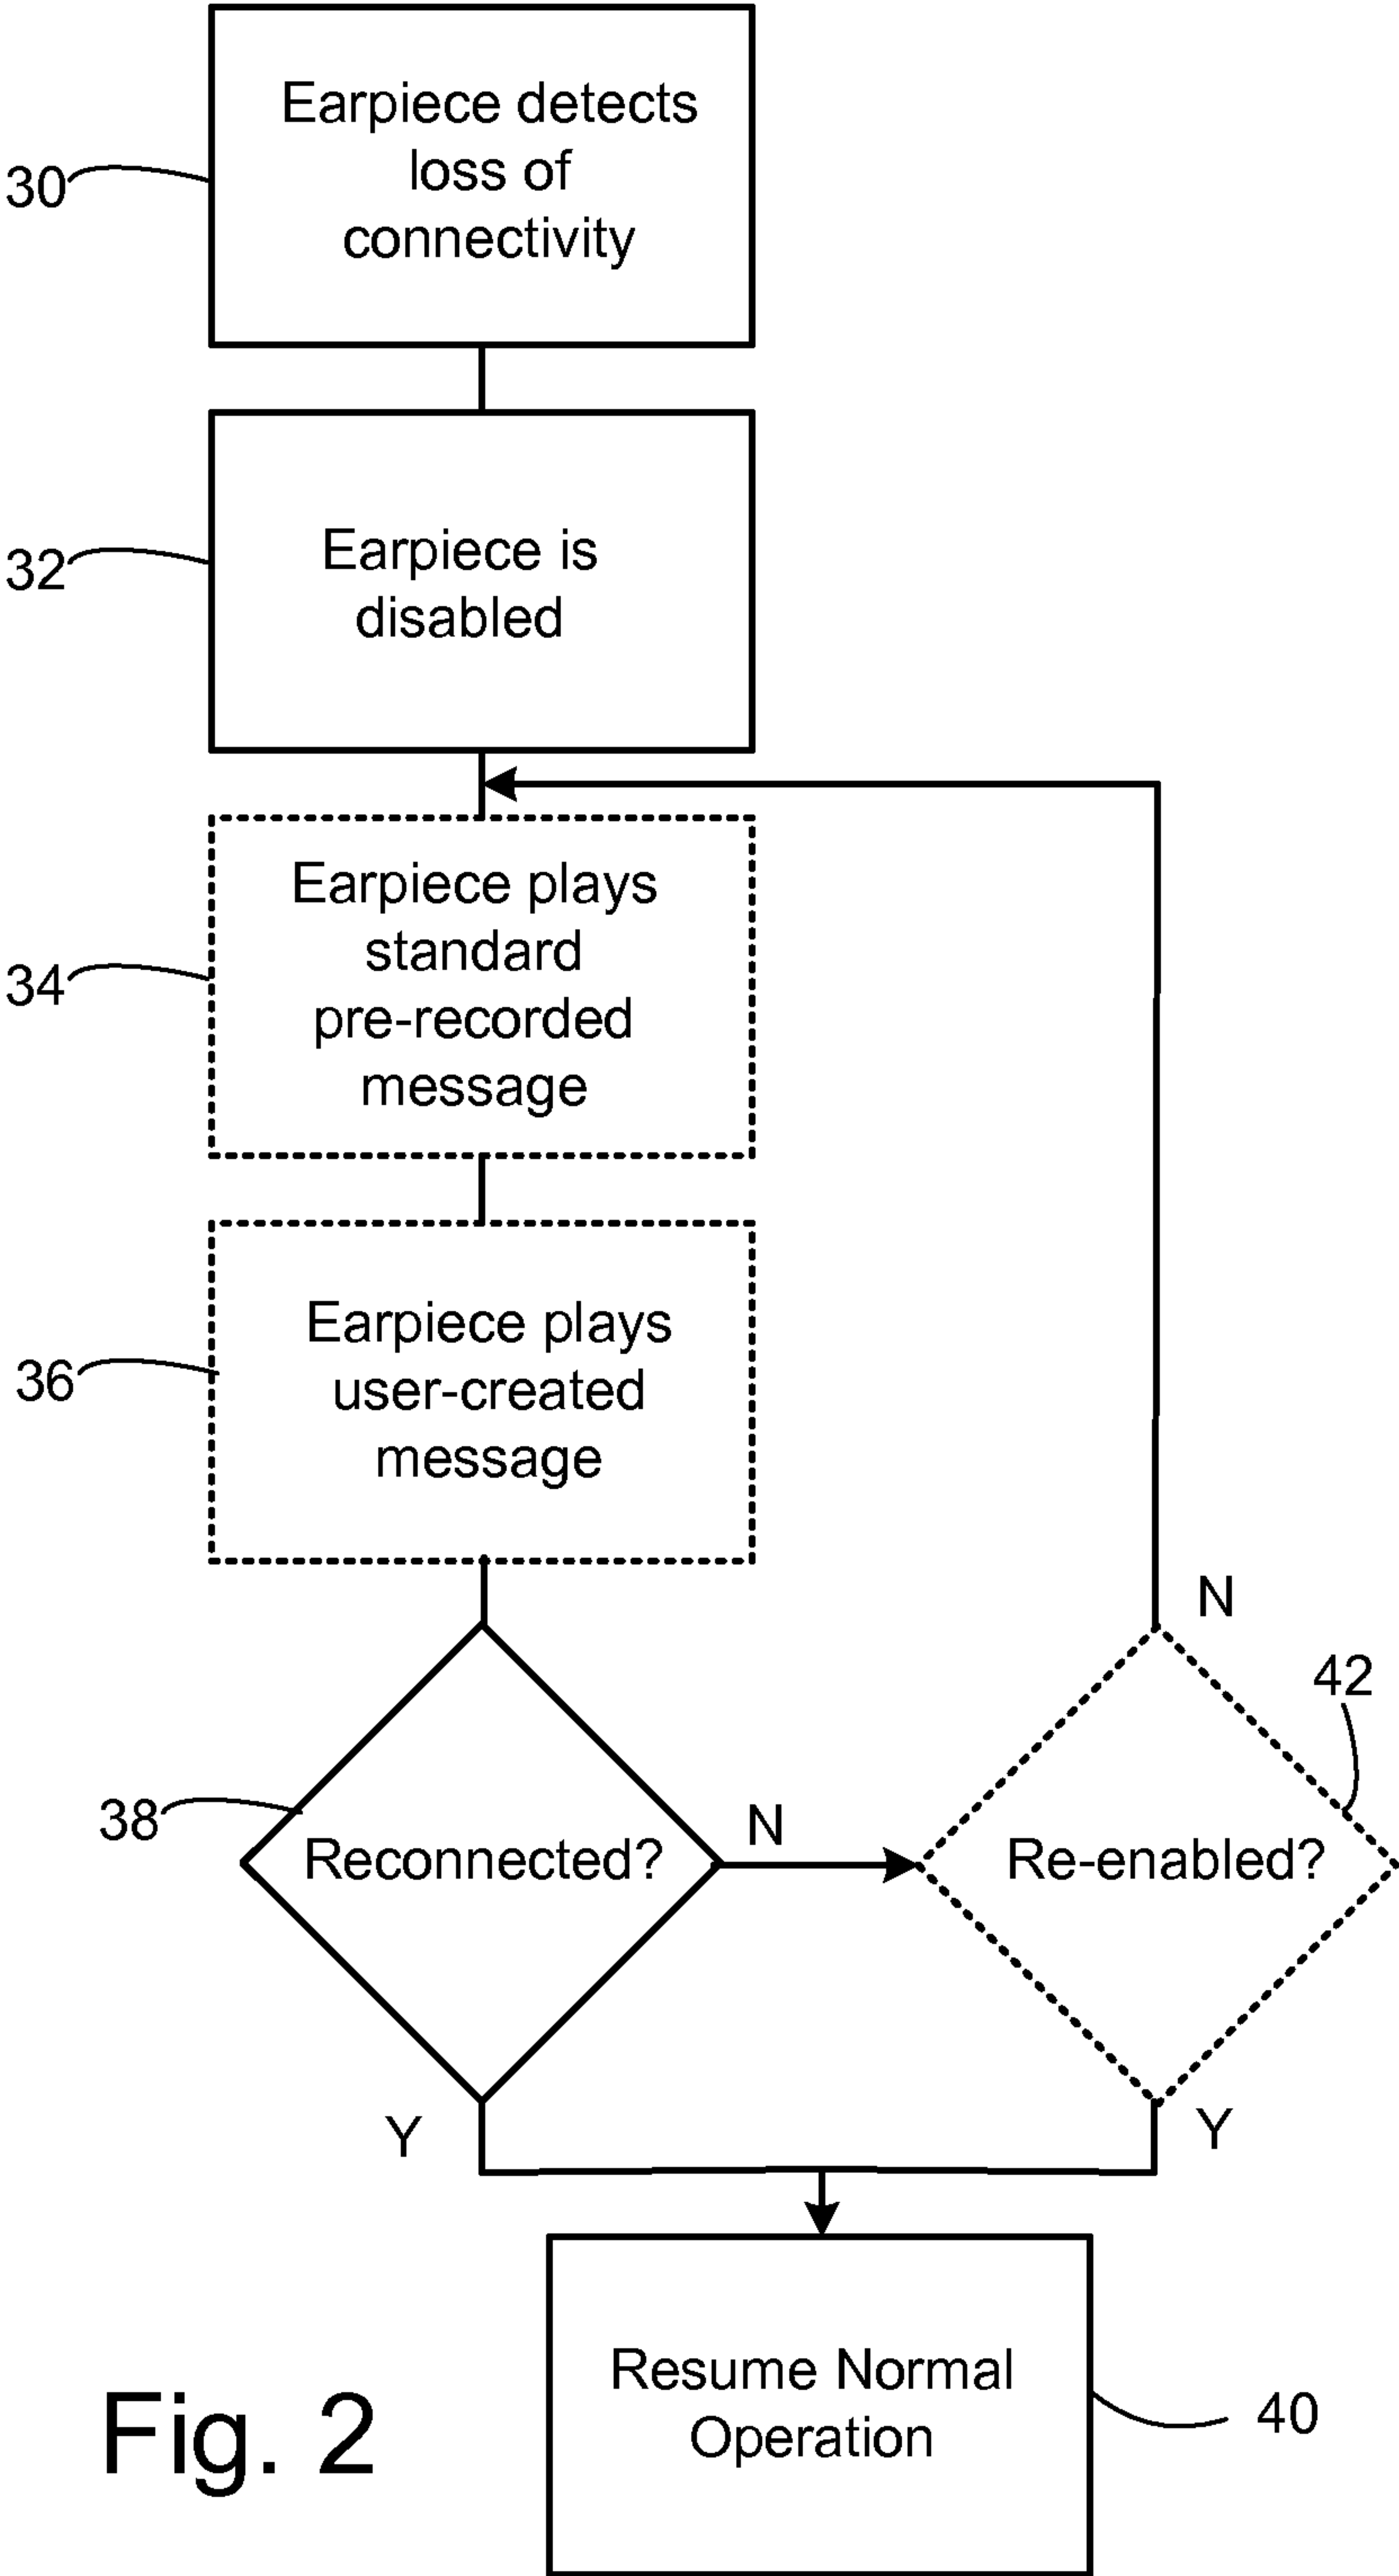 Earpiece detects
loss of
connectivity
30
Earpiece is
disabled
32
Earpiece plays
standard
pre-recorded
message
34
Earpiece plays
user-created
message
36
N
42
38
Reconnected?
N
Re-enabled?
Y
Y
Resume Normal
Operation
40
Fig. 2